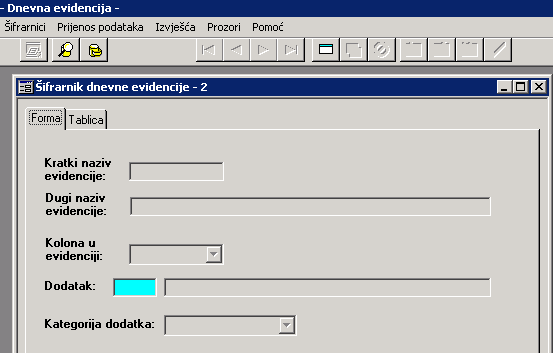 - Dnevna evidencija -
Šifrarnici Prijenos podataka Izvješća Prozori Pomoć
Šifrarnik dnevne evidencije - 2
Forma Tablica
Kratki naziv
evidencije:
Dugi naziv
evidencije:
Kolona u
evidenciji:
Dodatak:
Kategorija dodatka: